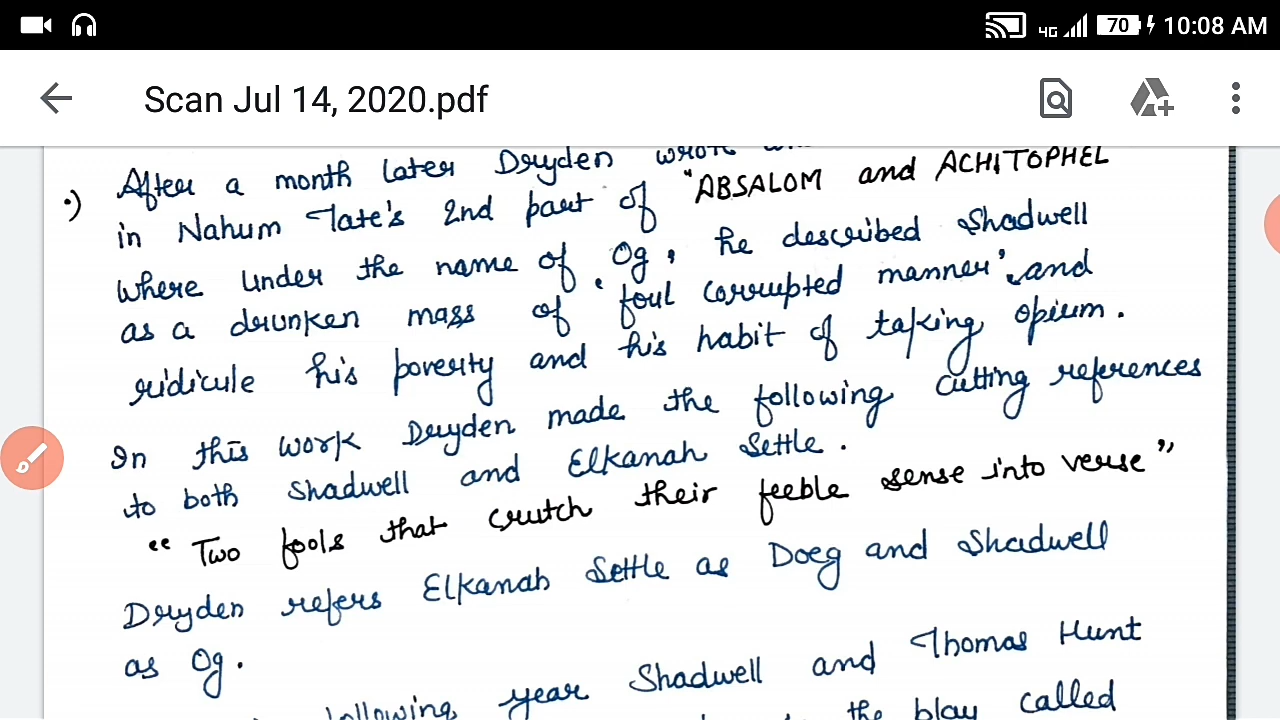 4G 70 10:08 AM
Scan Jul 14, 2020.pdf
•) After a month later Dryden wrote
in Nahum Tate's 2nd part of "ABSALOM and ACHITOPHEL
where under the name of 'Og', he described Shadwell
as a drunken mass of 'foul corrupted manner', and
ridicule his poverty and his habit of taking opium.
In this work Dryden made the following cutting references
to both Shadwell and Elkanah Settle.
"Two fools that crutch their feeble sense into verse"
Dryden refers Elkanah Settle as Doeg and Shadwell
as Og.
following year Shadwell and Thomas Hunt
the play called